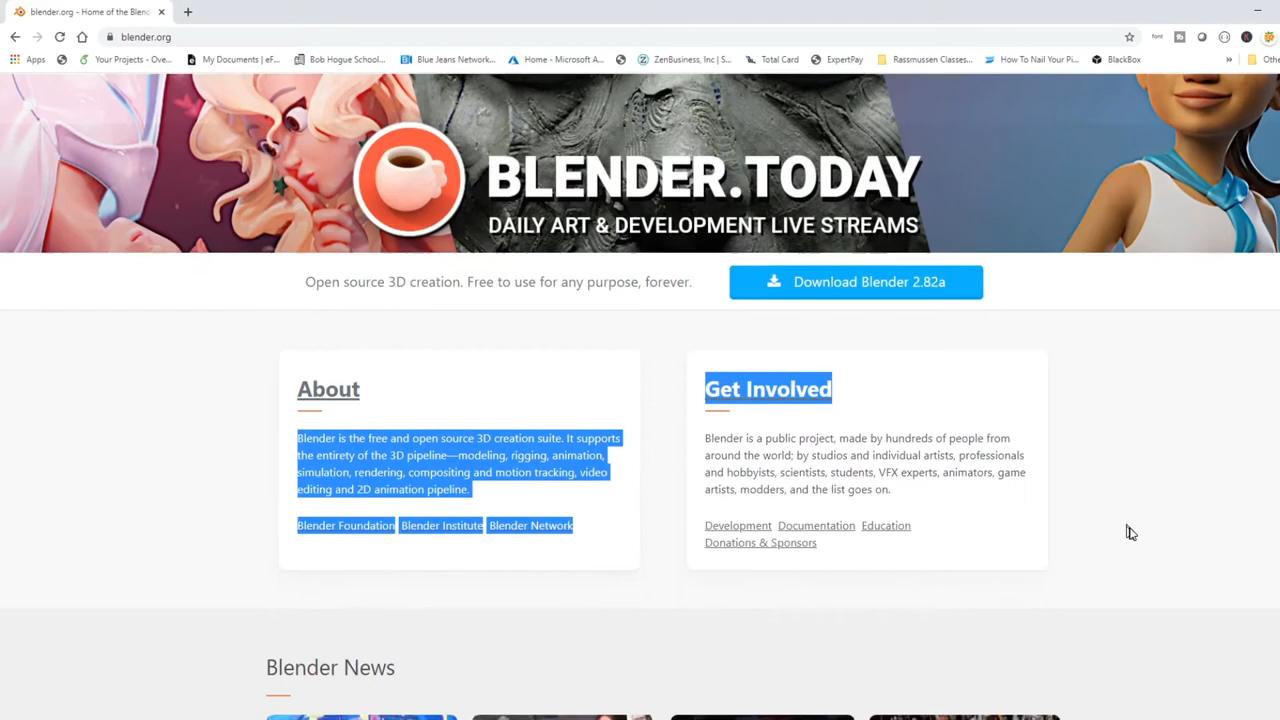 blender.org - Home of the Blend
blender.org
font
Apps
Your Projects - Ove...
My Documents | eF...
Bob Hogue School...
Blue Jeans Network...
Home - Microsoft A...
ZenBusiness, Inc | S...
Total Card
ExpertPay
Rassmussen Classes...
How To Nail Your Pi...
BlackBox
»
Othe
BLENDER.TODAY
DAILY ART & DEVELOPMENT LIVE STREAMS
Open source 3D creation. Free to use for any purpose, forever.
Download Blender 2.82a
About
Blender is the free and open source 3D creation suite. It supports
the entirety of the 3D pipeline—modeling, rigging, animation,
simulation, rendering, compositing and motion tracking, video
editing and 2D animation pipeline.
Blender Foundation Blender Institute Blender Network
Get Involved
Blender is a public project, made by hundreds of people from
around the world; by studios and individual artists, professionals
and hobbyists, scientists, students, VFX experts, animators, game
artists, modders, and the list goes on.
Development Documentation Education
Donations & Sponsors
Blender News